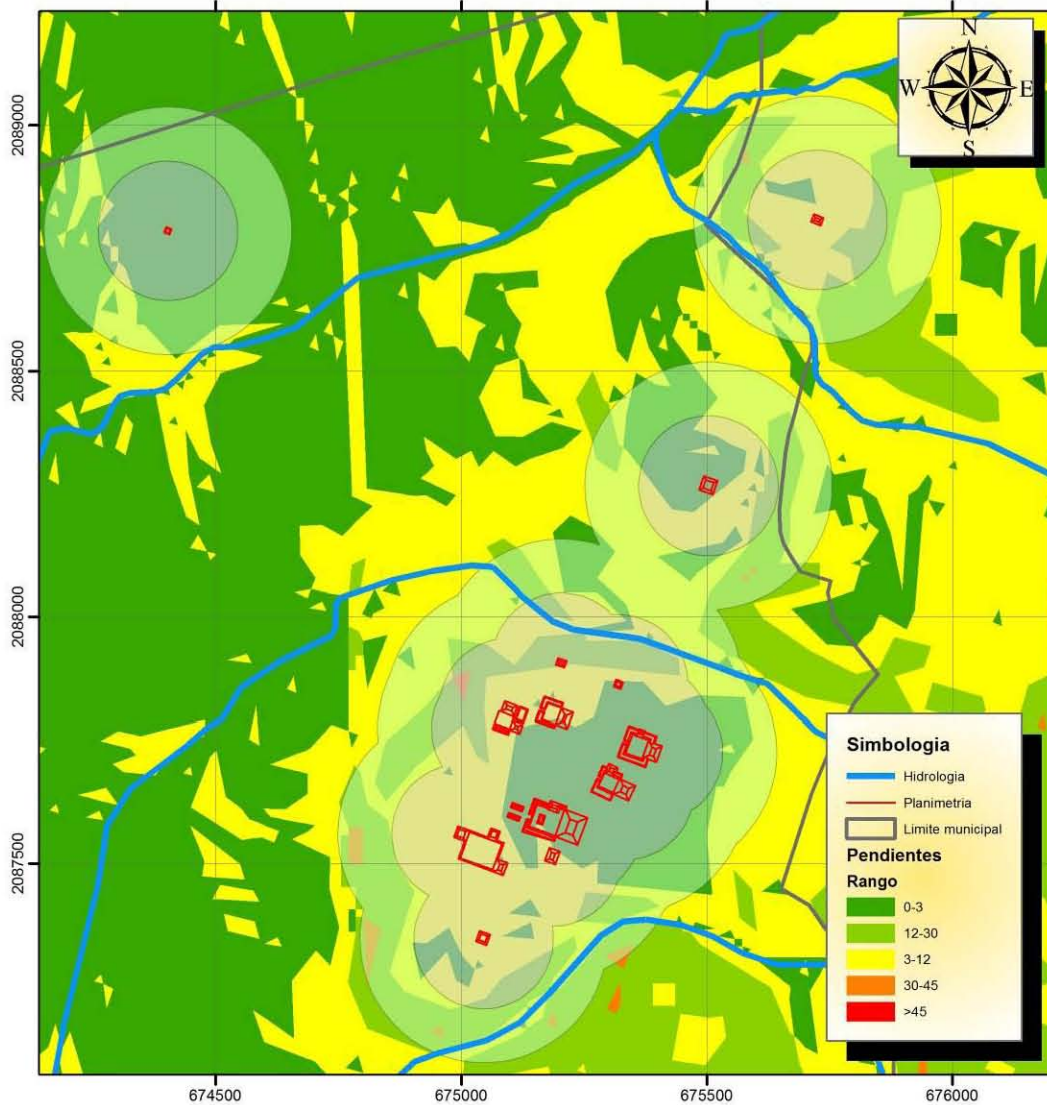 N
W E
S
2089000
2088500
2088000
2087500
Simbologia
Hidrologia
Planimetria
Limite municipal
Pendientes
Rango
0-3
12-30
3-12
30-45
>45
674500 675000 675500 676000